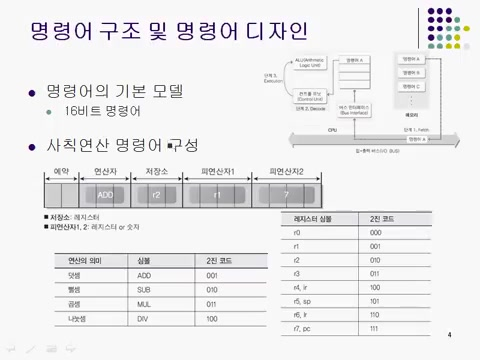 명령어 구조 및 명령어 디자인
명령어의 기본 모델
16비트 명령어
사칙연산 명령어 구성
ALU(Arithmetic
Logic Unit)
단계 3.
Execution
컨트롤 유닛
(Control Unit)
단계 2. Decode
명령어 A
버스 인터페이스
(Bus Interface)
CPU
명령어 A
명령어 B
명령어 C
메모리
단계 1. Fetch
명령어 A
입•출력 버스(I/O BUS)
예약 연산자 저장소 피연산자1 피연산자2
ADD r2 r1 7
■ 저장소: 레지스터
■ 피연산자1, 2: 레지스터 or 숫자
연산의 의미 심볼 2진 코드
덧셈 ADD 001
뺄셈 SUB 010
곱셈 MUL 011
나눗셈 DIV 100
레지스터 심볼 2진 코드
r0 000
r1 001
r2 010
r3 011
r4, ir 100
r5, sp 101
r6, lr 110
r7, pc 111
4